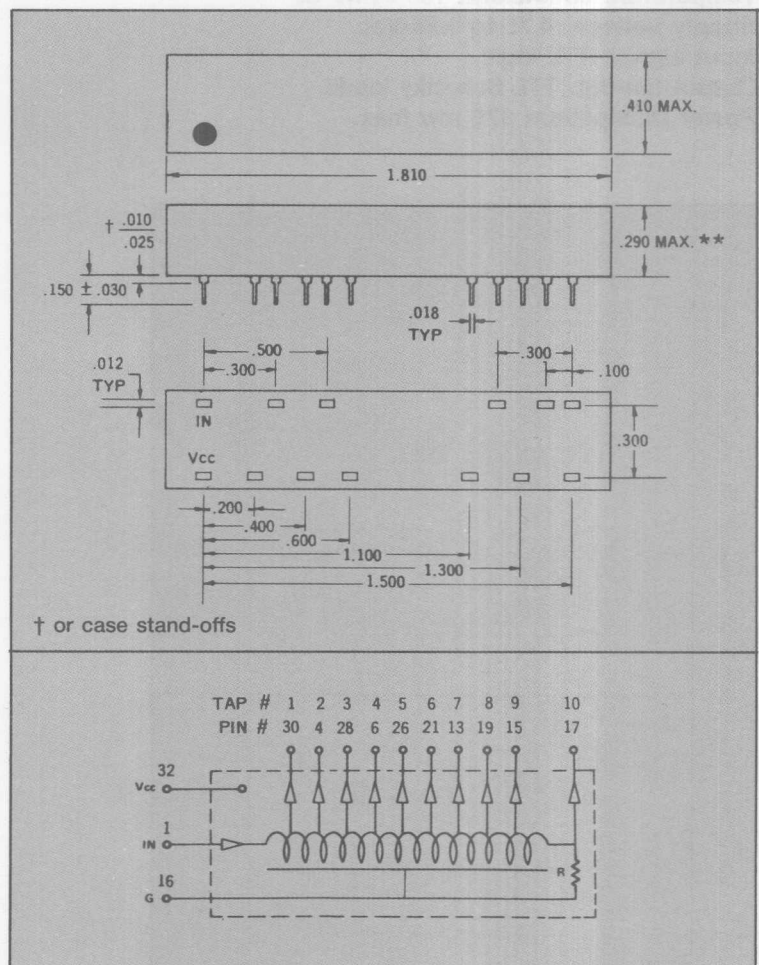 .410 MAX.
1.810
† .010
.025
.290 MAX. **
.150 ± .030
.018
TYP
.500
.300
.300
.100
.012
TYP
IN
.300
Vcc
.200
.400
.600
1.100
1.300
1.500
† or case stand-offs
TAP # 1 2 3 4 5 6 7 8 9 10
PIN # 30 4 28 6 26 21 13 19 15 17
32
Vcc
1
IN
R
16
G